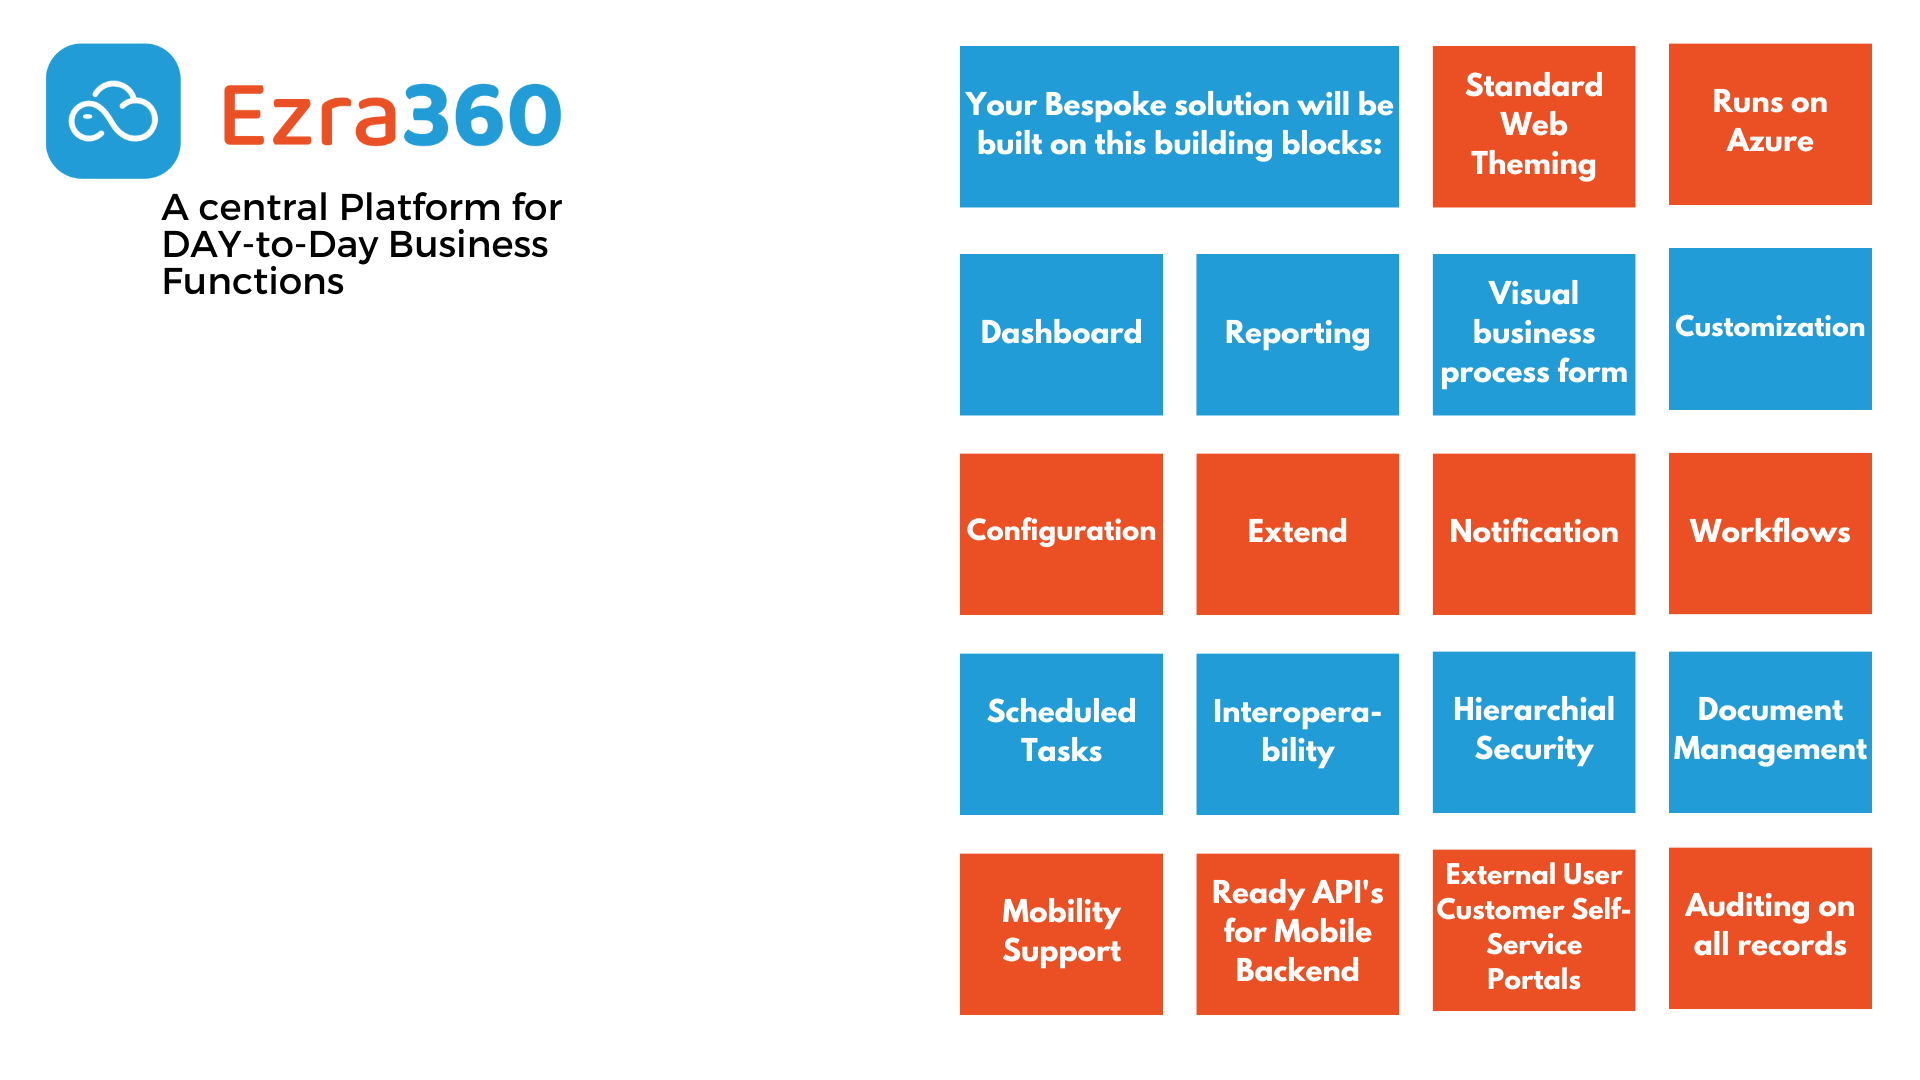 Ezra360
A central Platform for
DAY-to-Day Business
Functions
Your Bespoke solution will be
built on this building blocks:
Standard
Web
Theming
Runs on
Azure
Dashboard
Reporting
Visual
business
process form
Customization
Configuration
Extend
Notification
Workflows
Scheduled
Tasks
Interopera-
bility
Hierarchial
Security
Document
Management
Mobility
Support
Ready API's
for Mobile
Backend
External User
Customer Self-
Service
Portals
Auditing on
all records